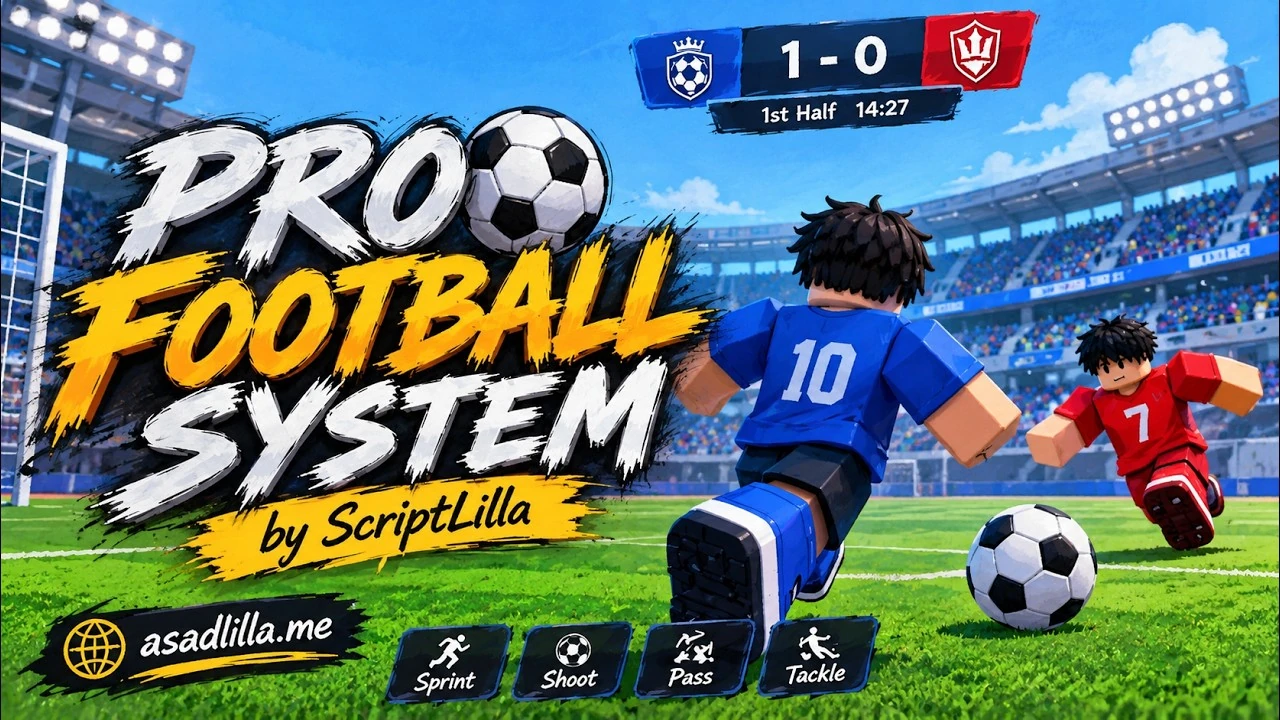 1 - 0
1st Half 14:27
PRO
FOOTBALL
SYSTEM
by ScriptLilla
10
7
asadlilla.me
Sprint
Shoot
Pass
Tackle